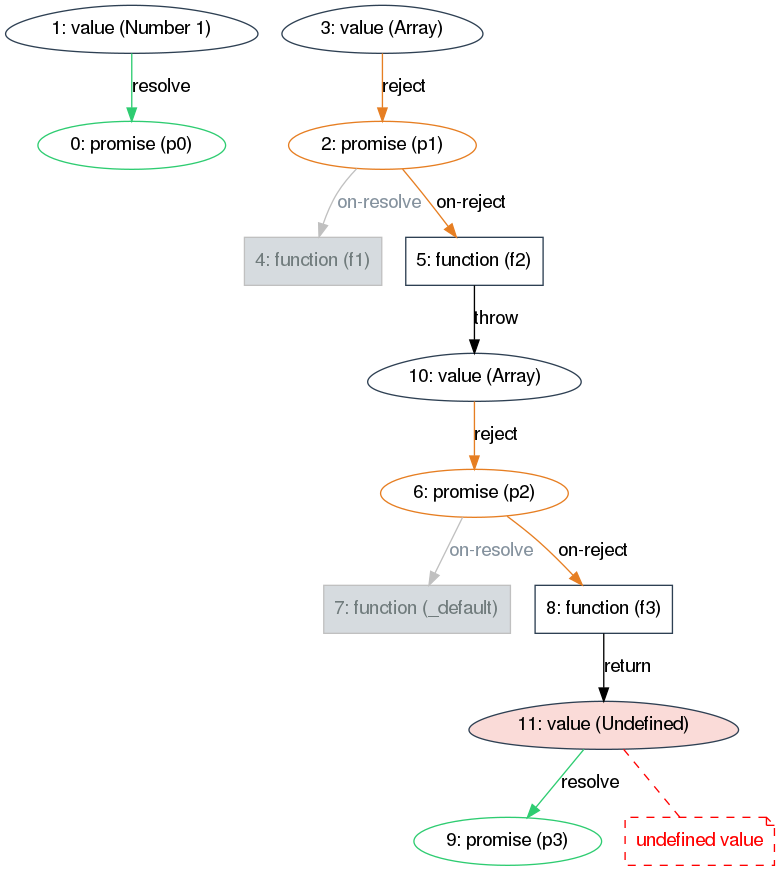 1: value (Number 1)
3: value (Array)
resolve
reject
0: promise (p0)
2: promise (p1)
on-resolve
on-reject
4: function (f1)
5: function (f2)
throw
10: value (Array)
reject
6: promise (p2)
on-resolve
on-reject
7: function (_default)
8: function (f3)
return
11: value (Undefined)
resolve
9: promise (p3)
undefined value